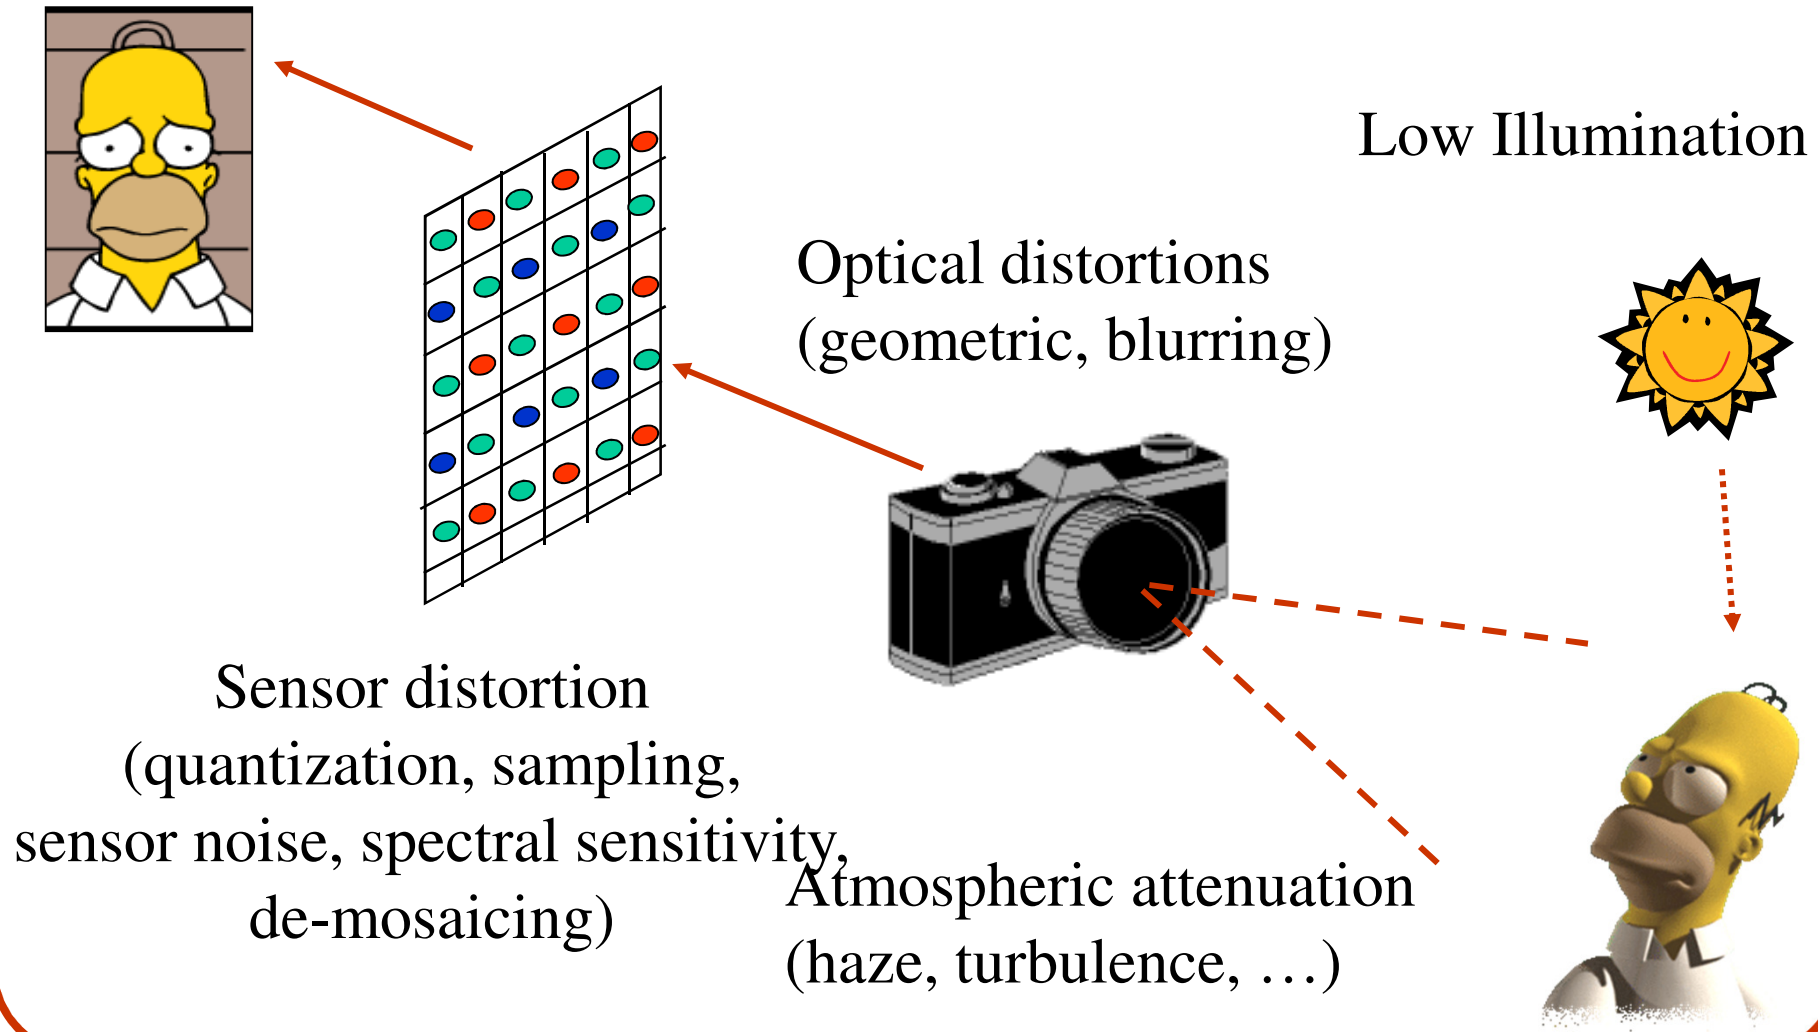 Low Illumination
Optical distortions
(geometric, blurring)
Sensor distortion
(quantization, sampling,
sensor noise, spectral sensitivity,
de-mosaicing)
Atmospheric attenuation
(haze, turbulence, …)